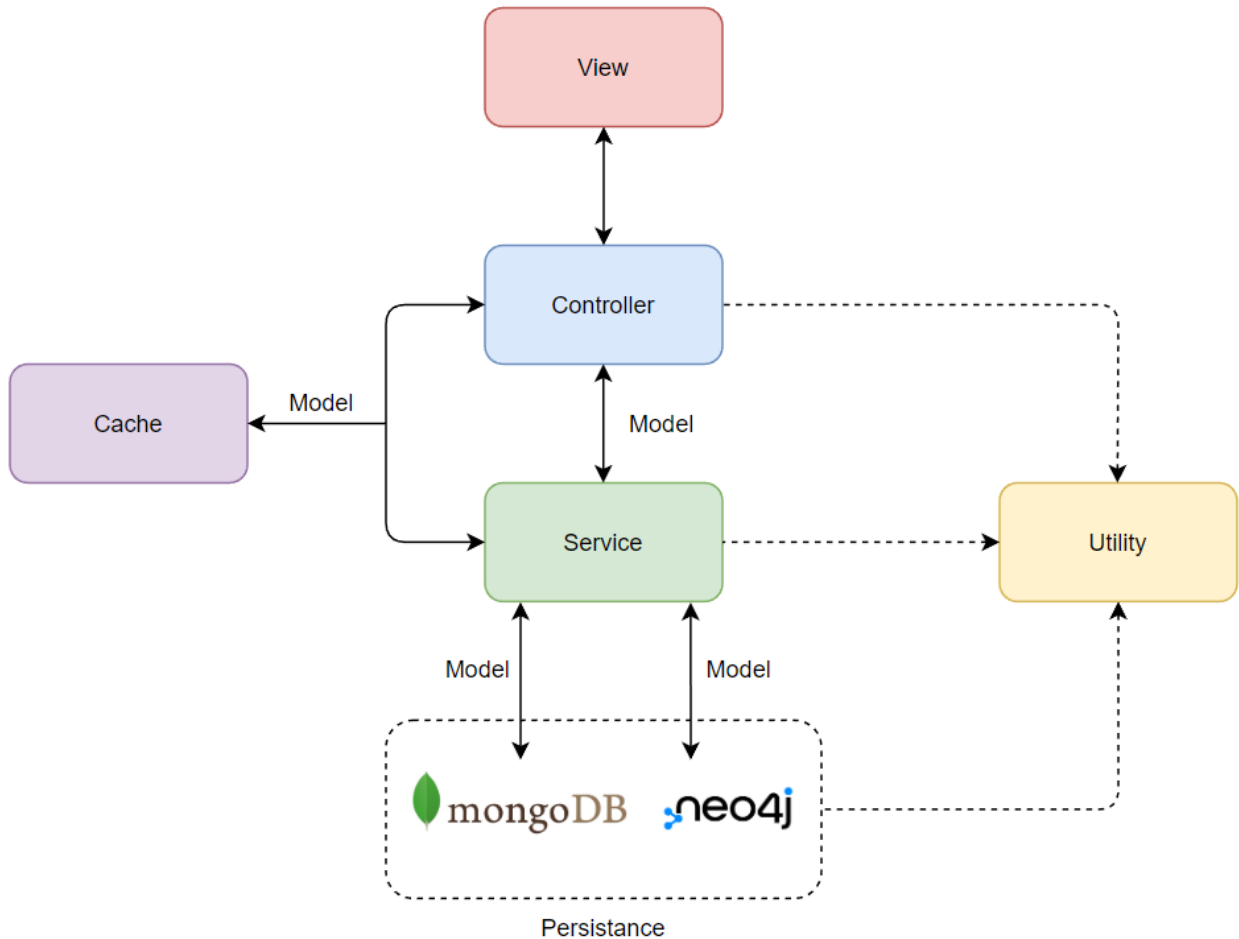 View
Controller
Model
Cache
Model
Service
Utility
Model
Model
mongoDB
neo4j
Persistance